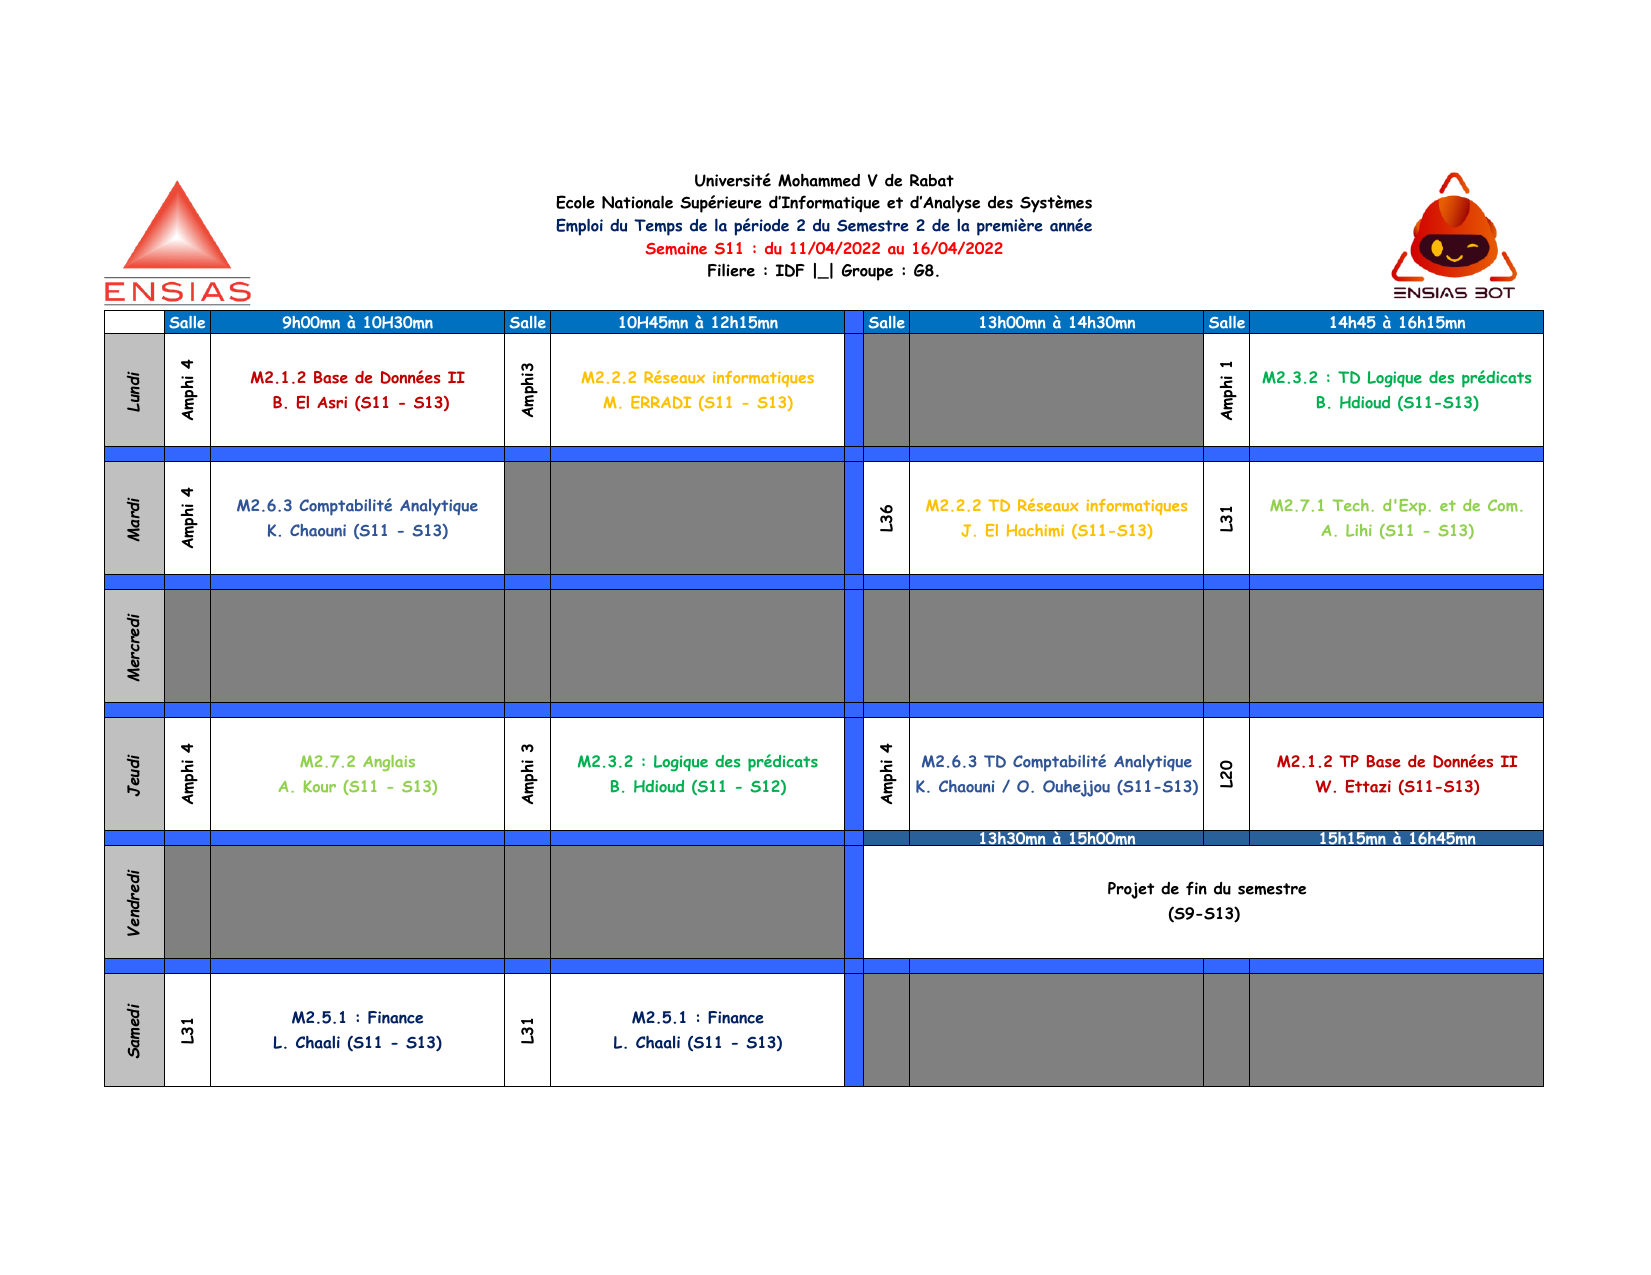 Université Mohammed V de Rabat
Ecole Nationale Supérieure d’Informatique et d’Analyse des Systèmes
Emploi du Temps de la période 2 du Semestre 2 de la première année
Semaine S11 : du 11/04/2022 au 16/04/2022
Filiere : IDF |_| Groupe : G8.
ENSIAS
ENSIAS BOT
Salle 9h00mn à 10H30mn Salle 10H45mn à 12h15mn Salle 13h00mn à 14h30mn Salle 14h45 à 16h15mn
Lundi
Amphi 4
M2.1.2 Base de Données II
B. El Asri (S11 - S13)
Amphi3
M2.2.2 Réseaux informatiques
M. ERRADI (S11 - S13)
Amphi 1
M2.3.2 : TD Logique des prédicats
B. Hdioud (S11-S13)
Mardi
Amphi 4
M2.6.3 Comptabilité Analytique
K. Chaouni (S11 - S13)
L36
M2.2.2 TD Réseaux informatiques
J. El Hachimi (S11-S13)
L31
M2.7.1 Tech. d'Exp. et de Com.
A. Lihi (S11 - S13)
Mercredi
Jeudi
Amphi 4
M2.7.2 Anglais
A. Kour (S11 - S13)
Amphi 3
M2.3.2 : Logique des prédicats
B. Hdioud (S11 - S12)
Amphi 4
M2.6.3 TD Comptabilité Analytique
K. Chaouni / O. Ouhejjou (S11-S13)
L20
M2.1.2 TP Base de Données II
W. Ettazi (S11-S13)
13h30mn à 15h00mn 15h15mn à 16h45mn
Vendredi
Projet de fin du semestre
(S9-S13)
Samedi
L31
M2.5.1 : Finance
L. Chaali (S11 - S13)
L31
M2.5.1 : Finance
L. Chaali (S11 - S13)